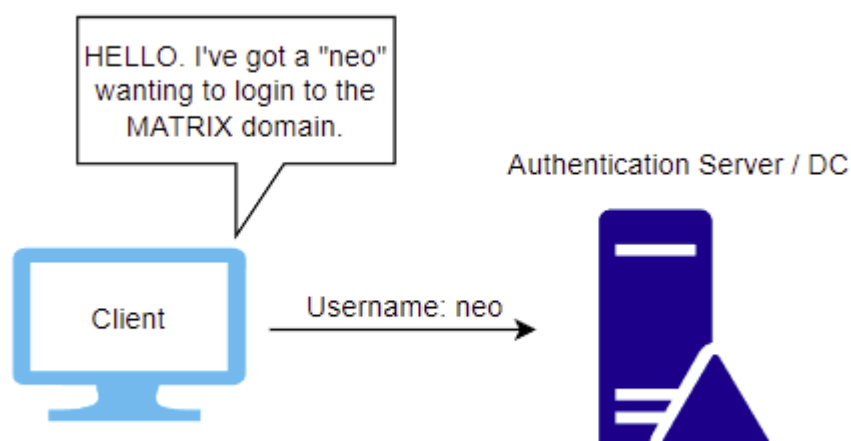 HELLO. I've got a "neo"
wanting to login to the
MATRIX domain.
Authentication Server / DC
Client
Username: neo